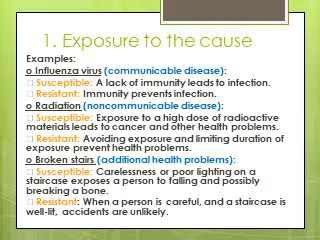 1. Exposure to the cause
Examples:
o Influenza virus (communicable disease):
□ Susceptible: A lack of immunity leads to infection.
□ Resistant: Immunity prevents infection.
o Radiation (noncommunicable disease):
□ Susceptible: Exposure to a high dose of radioactive
materials leads to cancer and other health problems.
□ Resistant: Avoiding exposure and limiting duration of
exposure prevent health problems.
o Broken stairs (additional health problems):
□ Susceptible: Carelessness or poor lighting on a
staircase exposes a person to falling and possibly
breaking a bone.
□ Resistant: When a person is careful, and a staircase is
well-lit, accidents are unlikely.